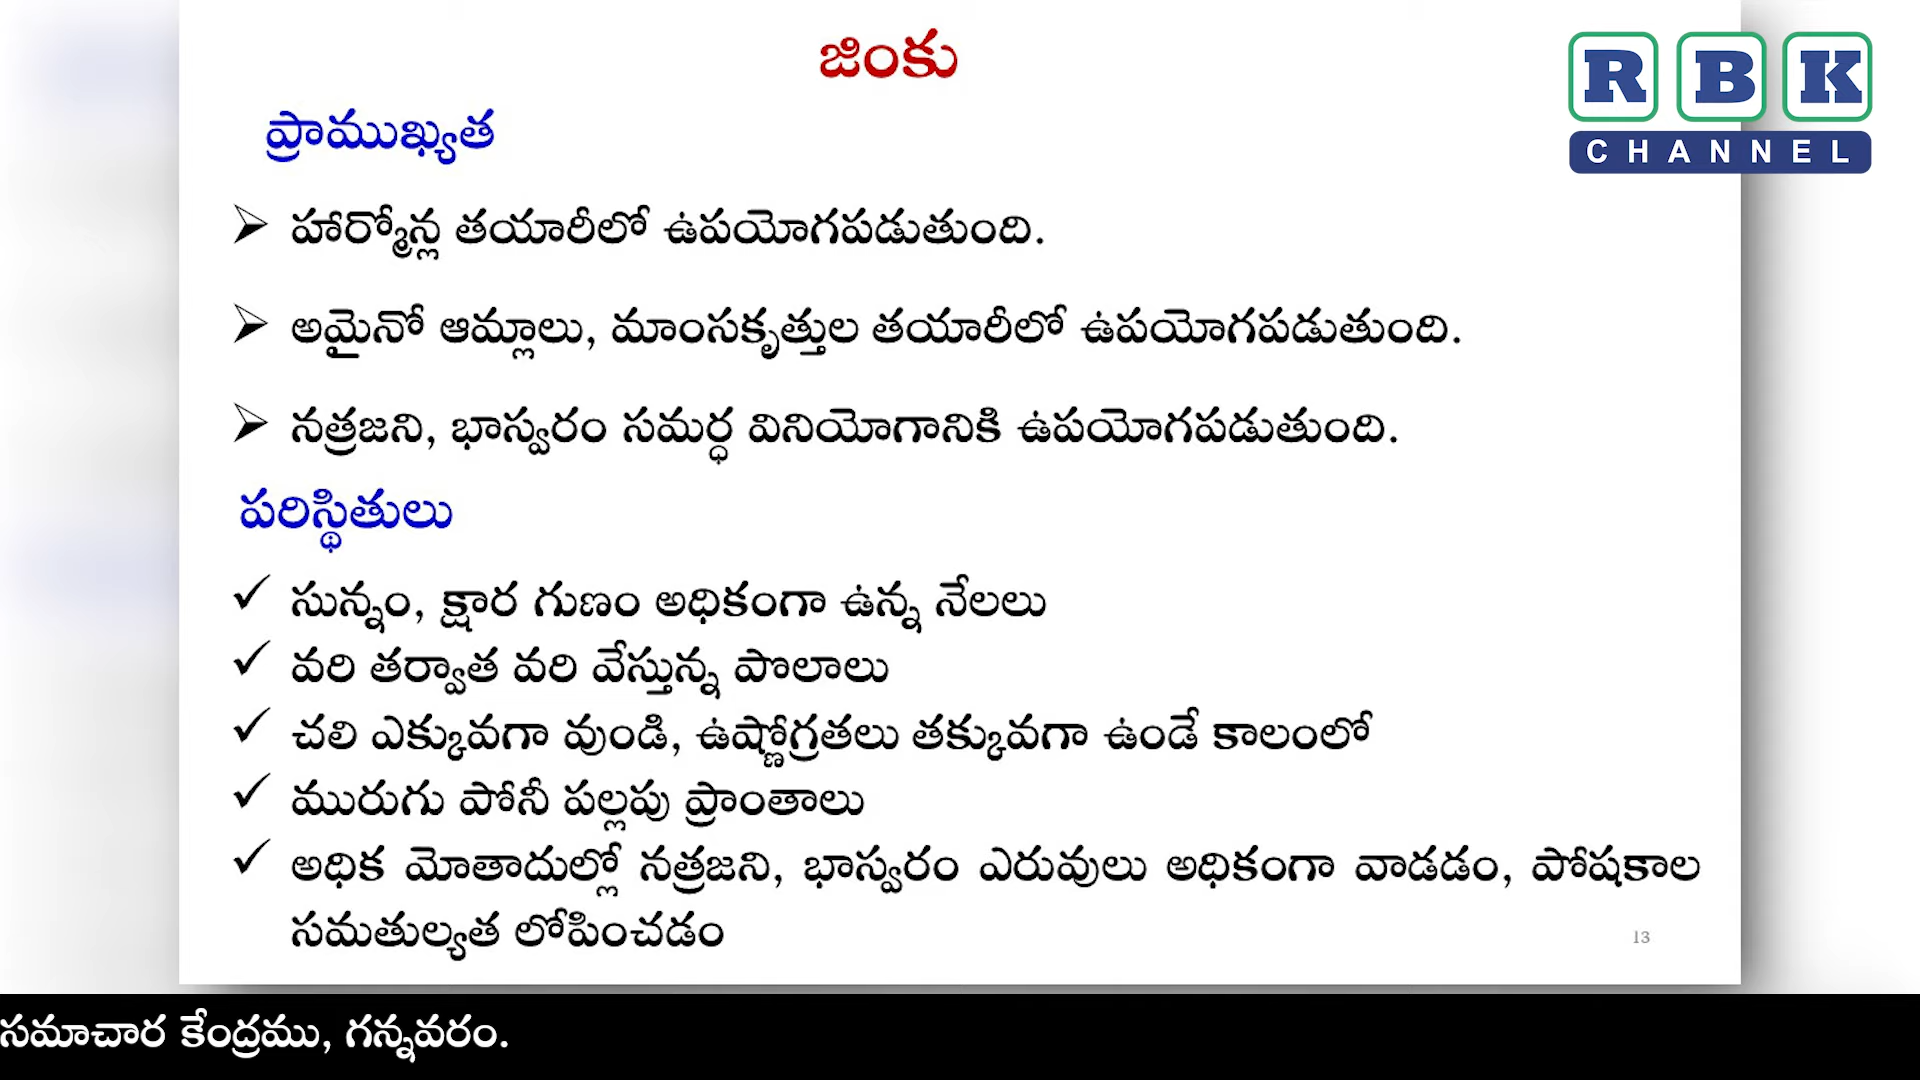 జింకు
R B K
CHANNEL
ప్రాముఖ్యత
హార్మోన్ల తయారీలో ఉపయోగపడుతుంది.
అమైనో ఆమ్లాలు, మాంసకృత్తుల తయారీలో ఉపయోగపడుతుంది.
నత్రజని, భాస్వరం సమర్ధ వినియోగానికి ఉపయోగపడుతుంది.
పరిస్థితులు
సున్నం, క్షార గుణం అధికంగా ఉన్న నేలలు
వరి తర్వాత వరి వేస్తున్న పొలాలు
చలి ఎక్కువగా వుండి, ఉష్ణోగ్రతలు తక్కువగా ఉండే కాలంలో
మురుగు పోనీ పల్లపు ప్రాంతాలు
అధిక మోతాదుల్లో నత్రజని, భాస్వరం ఎరువులు అధికంగా వాడడం, పోషకాల
సమతుల్యత లోపించడం
13
సమాచార కేంద్రము, గన్నవరం.